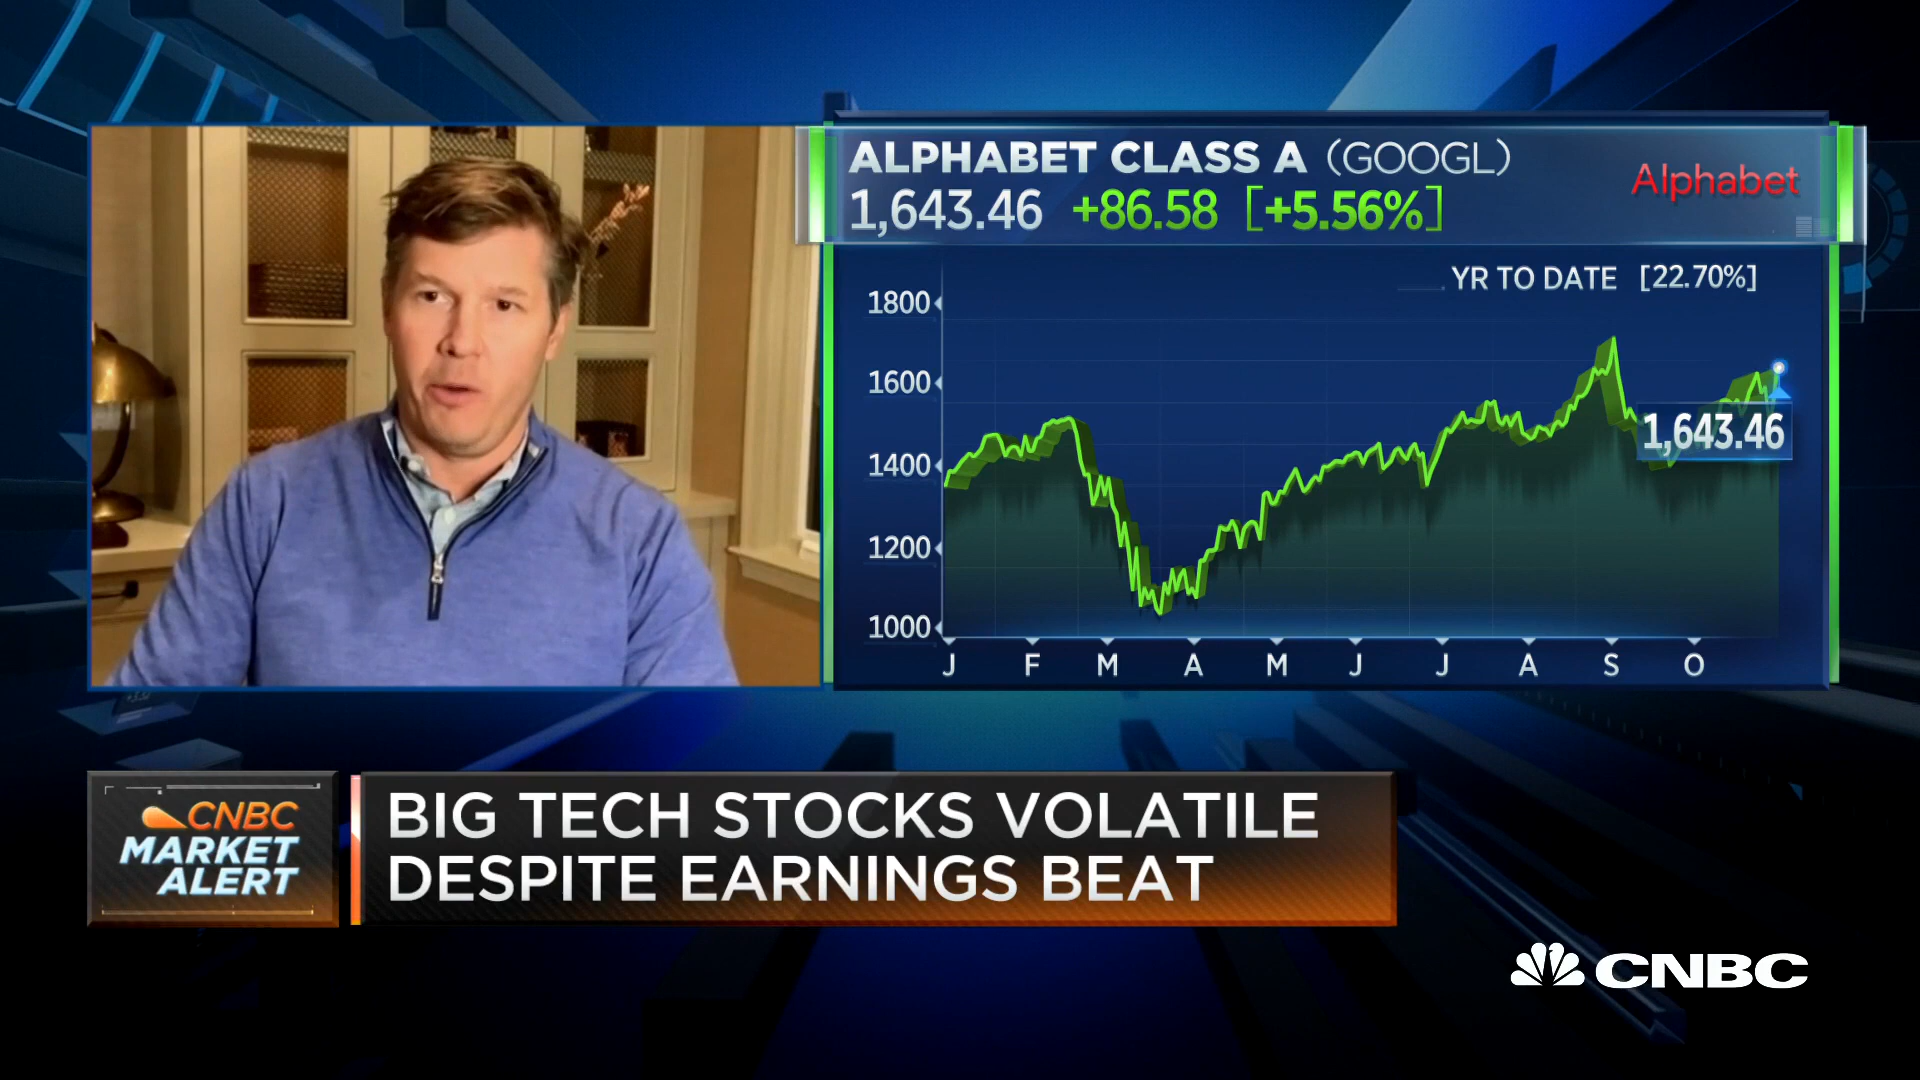 ALPHABET CLASS A (GOOGL)
1,643.46 +86.58 [+5.56%]
Alphabet
YR TO DATE [22.70%]
1800
1600
1400
1200
1000
1,643.46
J F M A M J J A S O
CNBC
MARKET
ALERT
BIG TECH STOCKS VOLATILE
DESPITE EARNINGS BEAT
CNBC